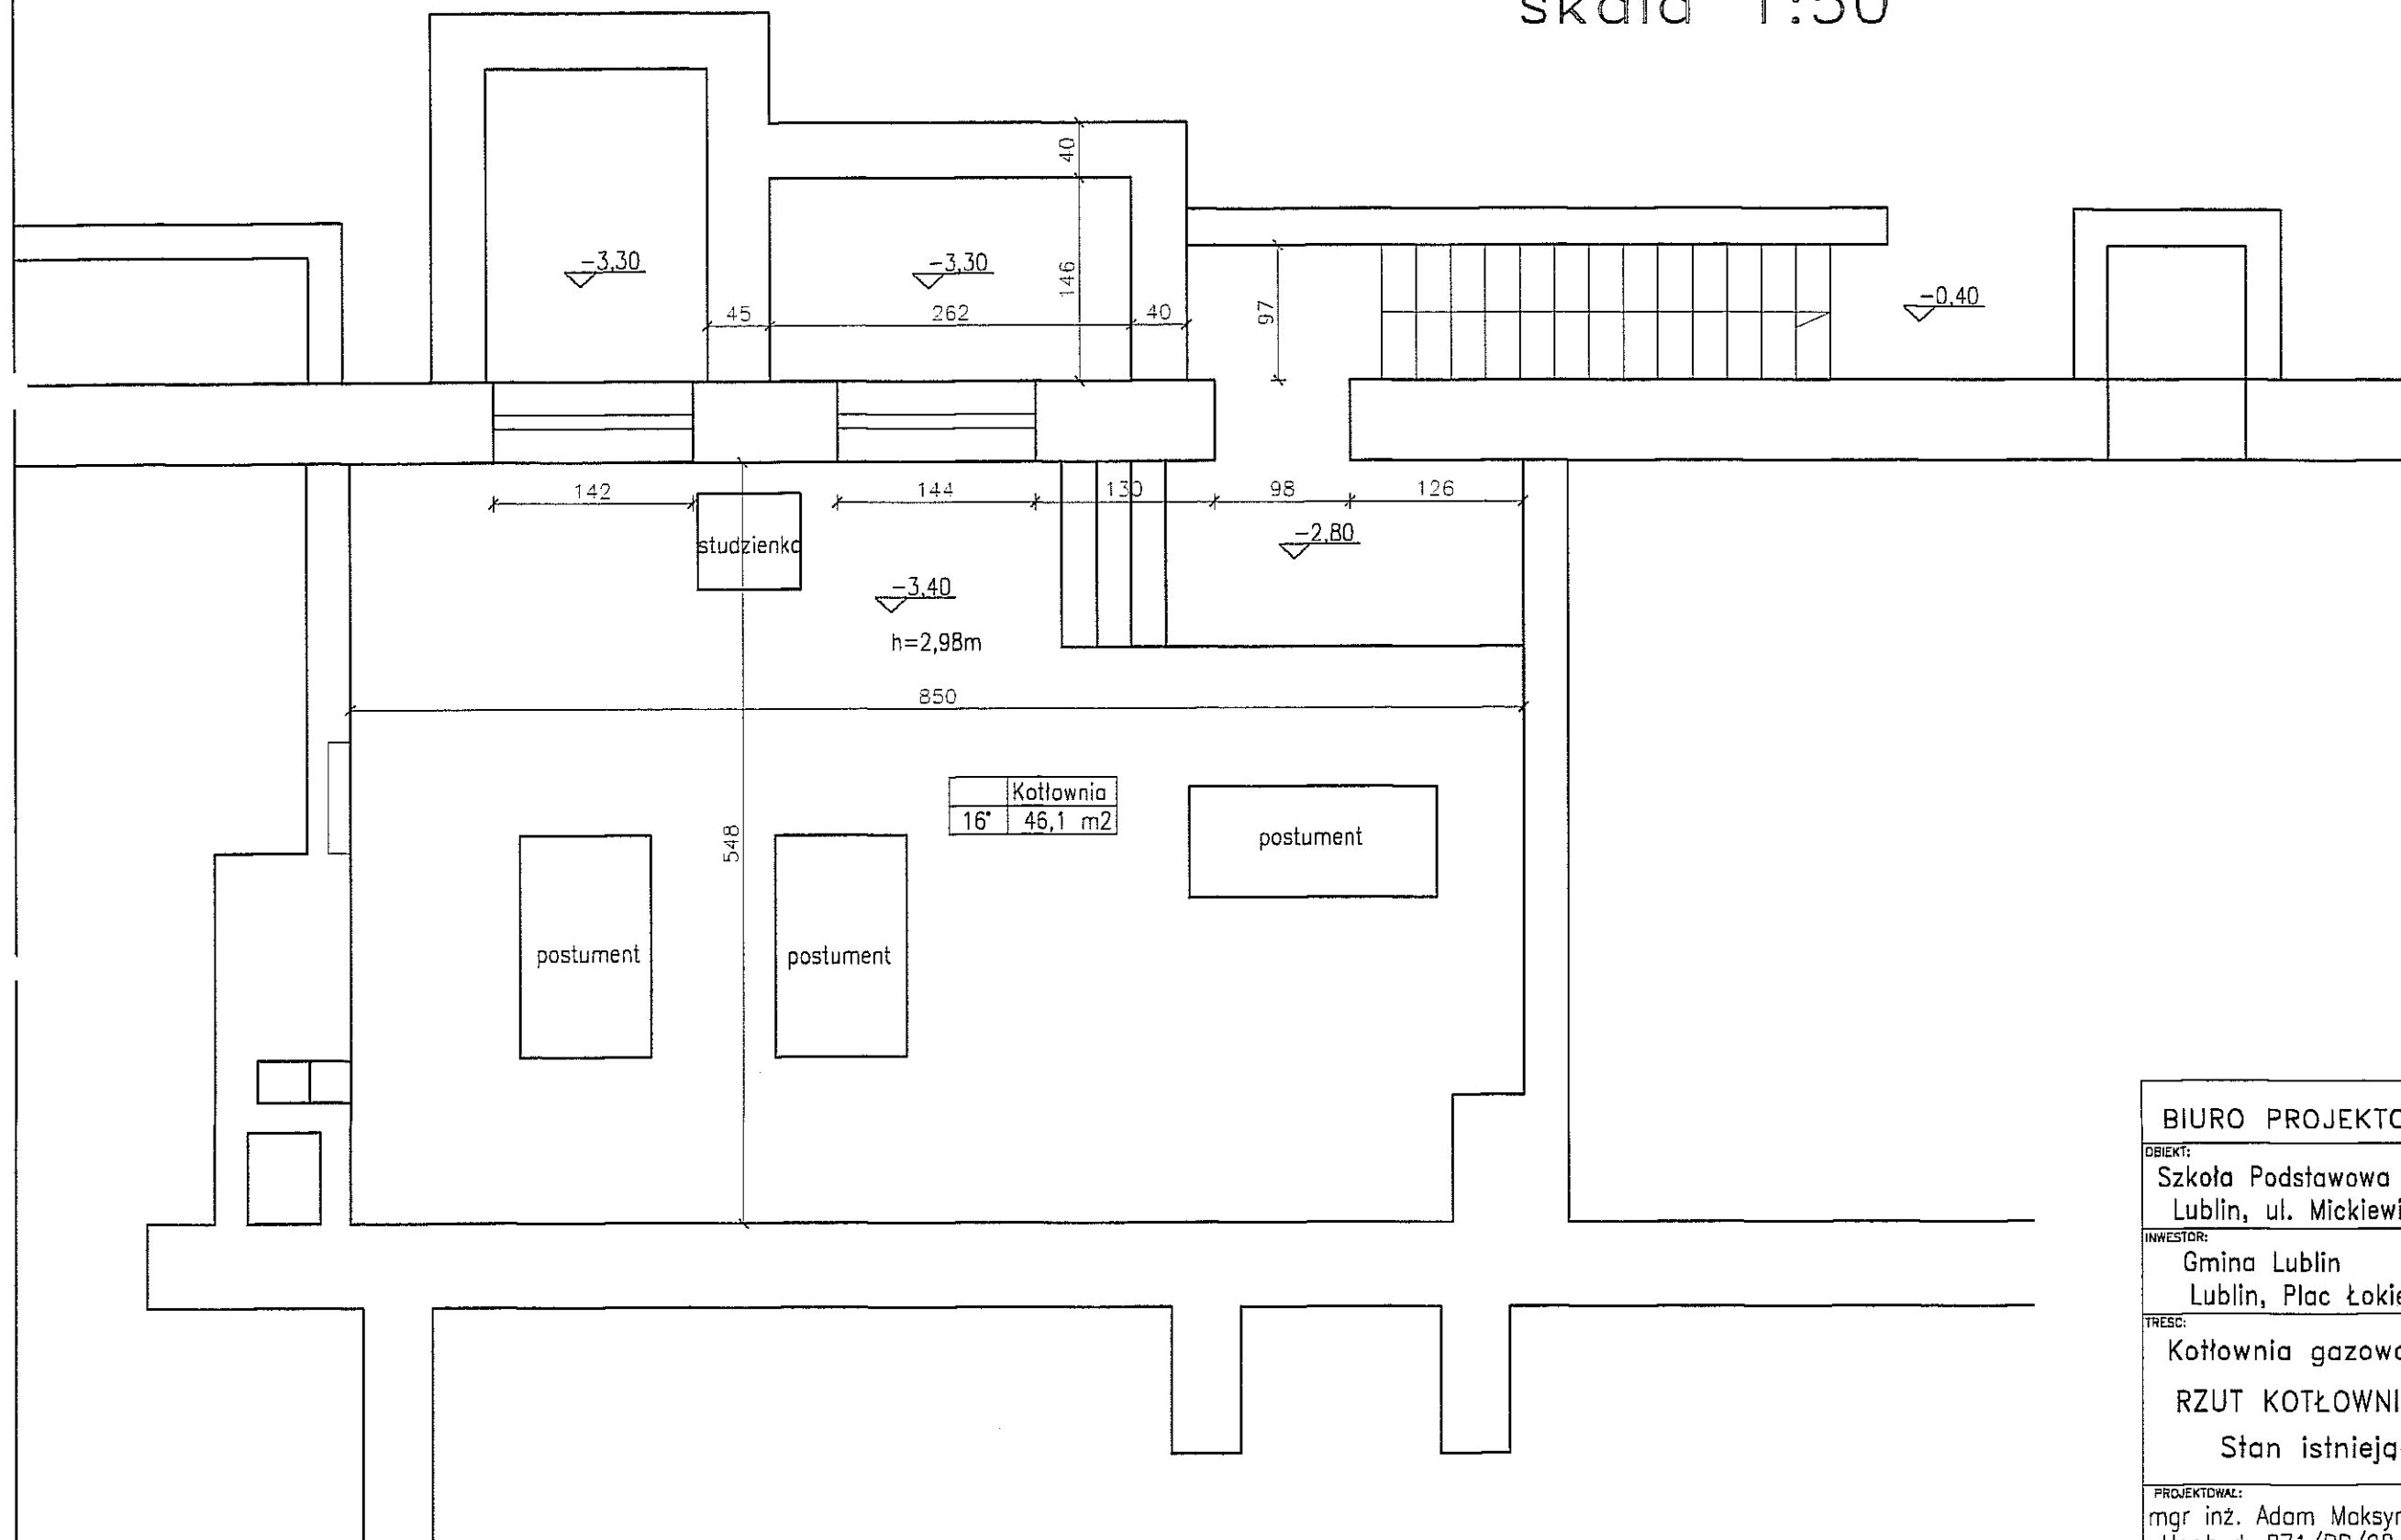 skala 1:50
40
-3,30
-3,30
146
45
262
40
97
-0,40
142
144
130
98
126
studzienka
-2,80
-3,40
h=2,98m
850
Kotłownia
16° 46,1 m2
548
postument
postument
postument
BIURO PROJEKTO
OBIEKT:
Szkoła Podstawowa
Lublin, ul. Mickiewi
INWESTOR:
Gmina Lublin
Lublin, Plac Łokie
TRESC:
Kotłownia gazowa
RZUT KOTŁOWNI
Stan istnieją
PROJEKTOWAŁ:
mgr inż. Adam Maksym